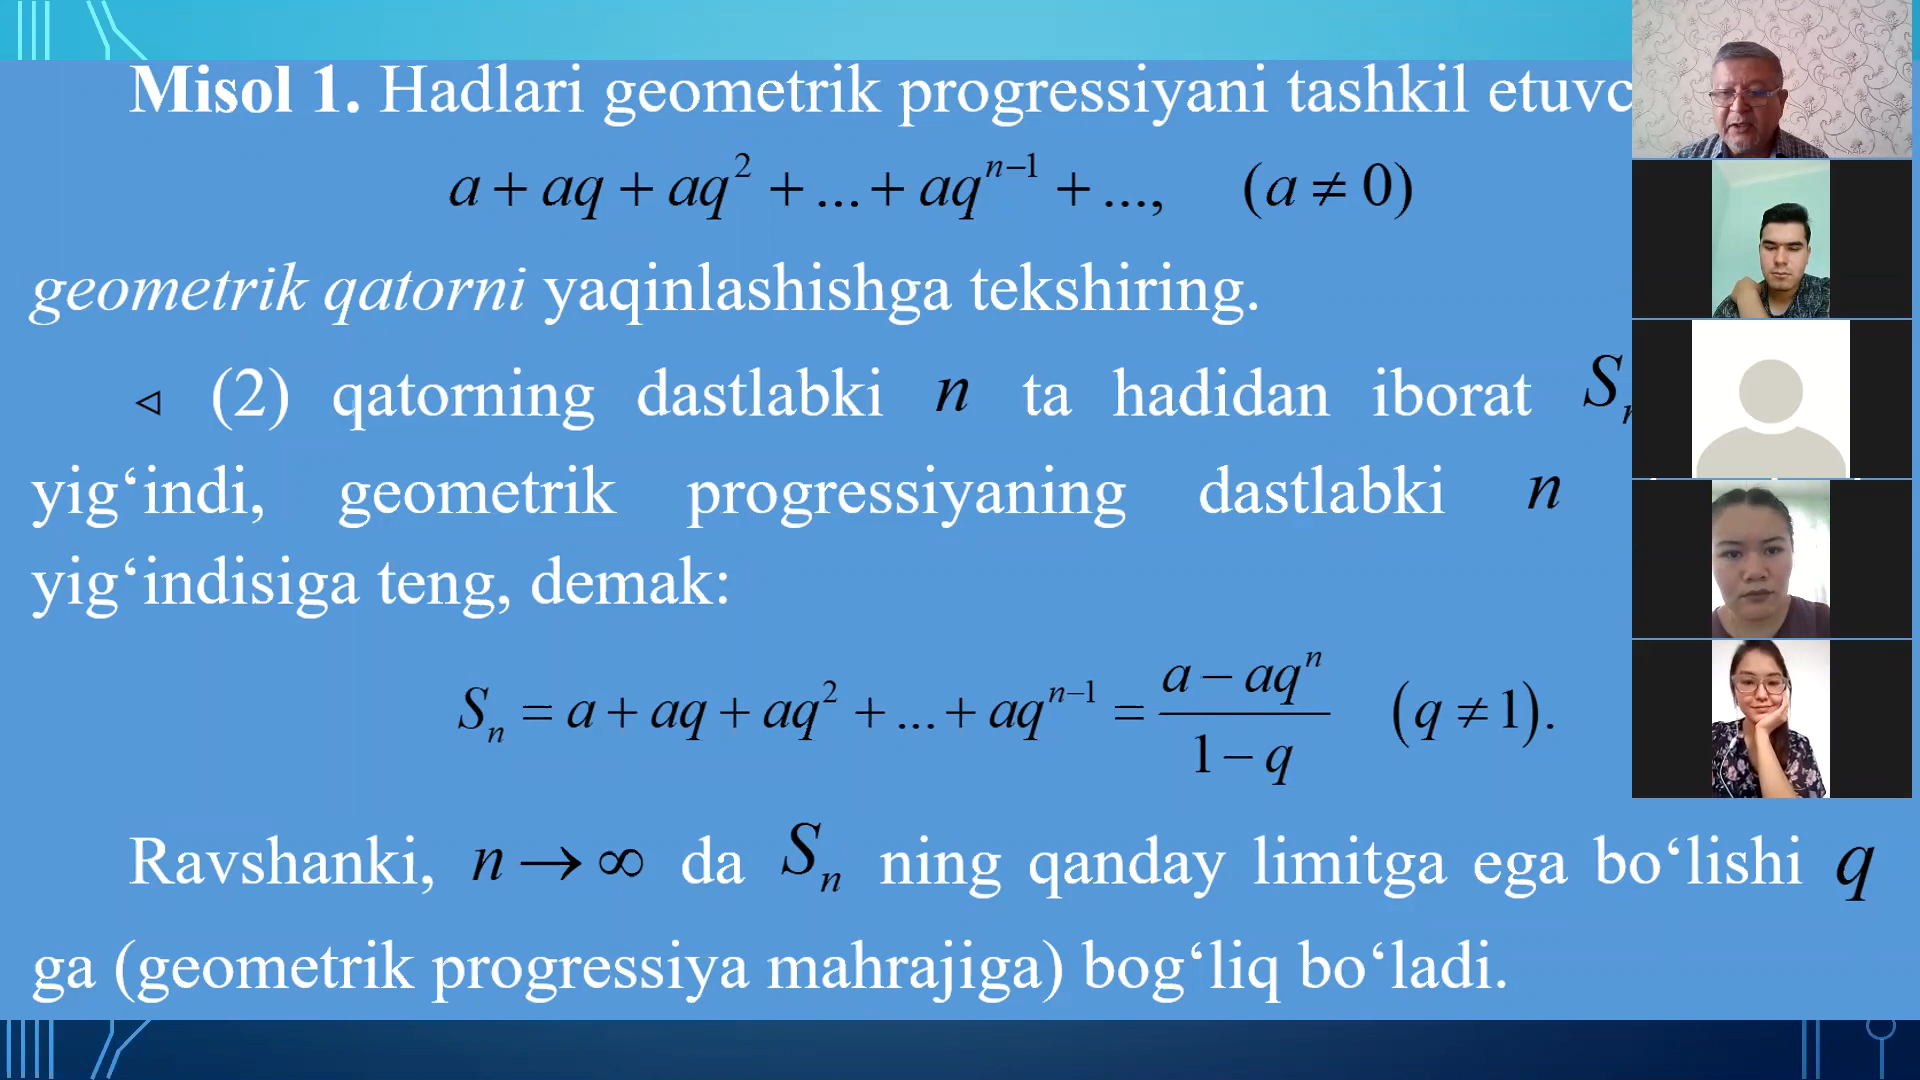 Misol 1. Hadlari geometrik progressiyani tashkil etuvc
a + aq + aq² + ... + aqⁿ⁻¹ + ..., (a ≠ 0)
geometrik qatorni yaqinlashishga tekshiring.
◃ (2) qatorning dastlabki n ta hadidan iborat Sₙ
yig‘indi, geometrik progressiyaning dastlabki n
yig‘indisiga teng, demak:
Sₙ = a + aq + aq² + ... + aqⁿ⁻¹ = (a − aqⁿ)/(1 − q) (q ≠ 1).
Ravshanki, n → ∞ da Sₙ ning qanday limitga ega bo‘lishi q
ga (geometrik progressiya mahrajiga) bog‘liq bo‘ladi.